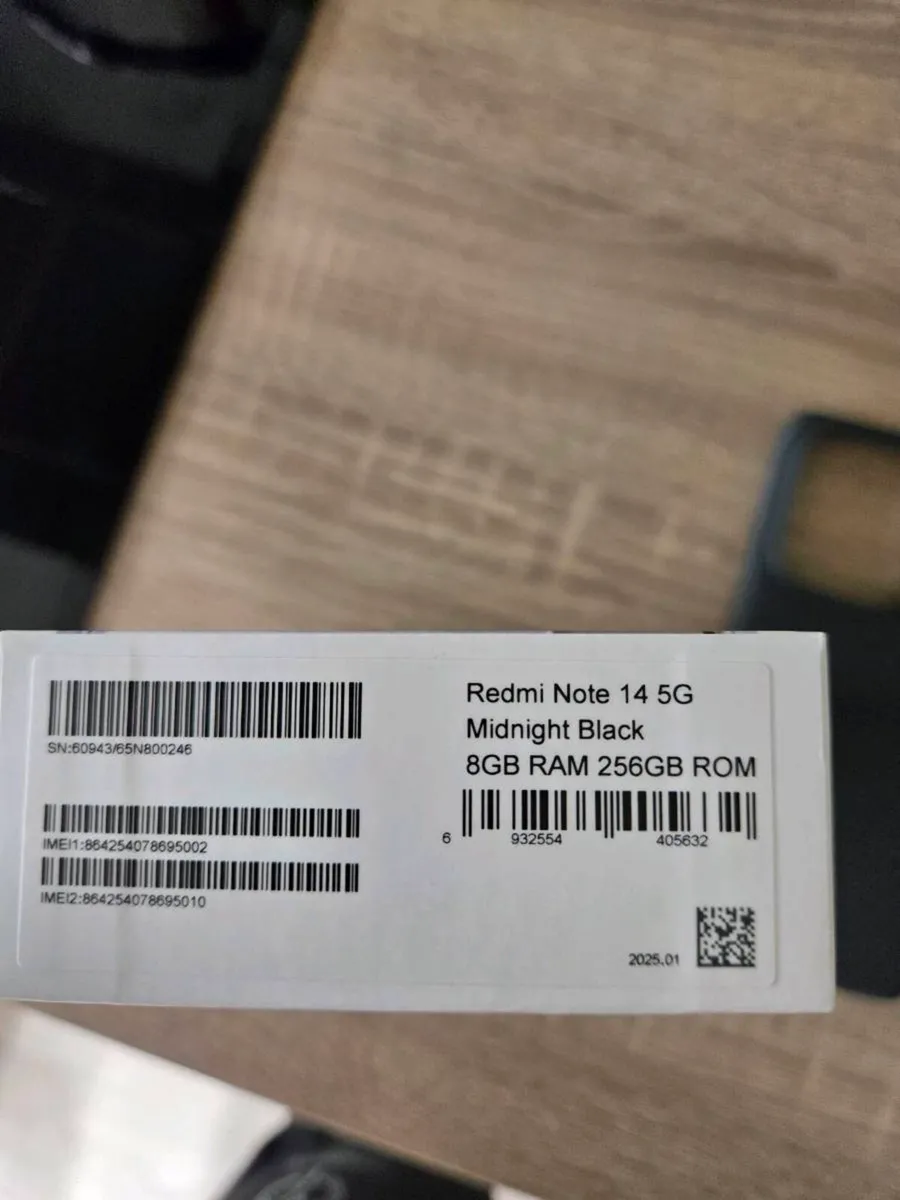 SN:60943/65N800246
IMEI1:864254078695002
IMEI2:864254078695010
Redmi Note 14 5G
Midnight Black
8GB RAM 256GB ROM
6 932554 405632
2025.01